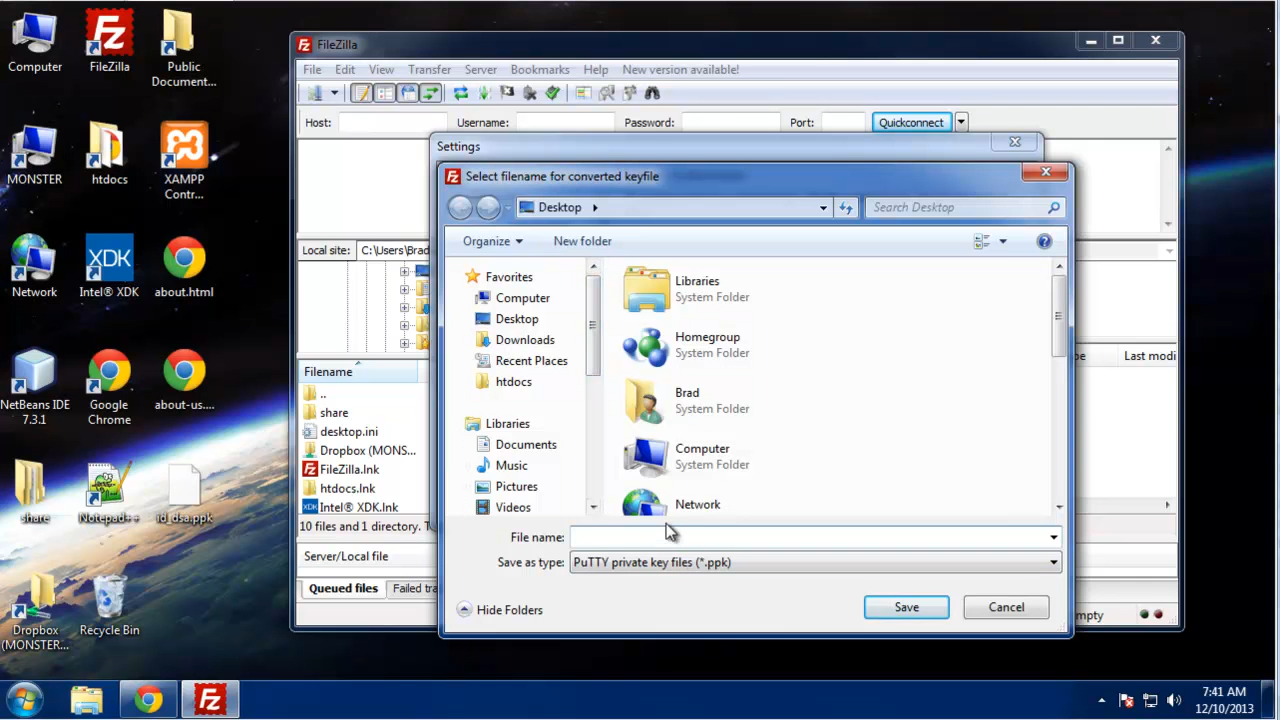 Computer
FileZilla
Public
Document...
MONSTER
htdocs
XAMPP
Contr...
Network
XDK
Intel® XDK
about.html
NetBeans IDE
7.3.1
Google
Chrome
about-us....
share
Notepad++
id_dsa.ppk
Dropbox
(MONSTER...
Recycle Bin
FileZilla
File Edit View Transfer Server Bookmarks Help New version available!
Host: Username: Password: Port: Quickconnect
Settings
Select filename for converted keyfile
Desktop
Search Desktop
Organize New folder
Favorites
Computer
Desktop
Downloads
Recent Places
htdocs
Libraries
Documents
Music
Pictures
Videos
Libraries
System Folder
Homegroup
System Folder
Brad
System Folder
Computer
System Folder
Network
File name:
Save as type: PuTTY private key files (*.ppk)
Hide Folders Save Cancel
Local site: C:\Users\Brad
Filename
..
share
desktop.ini
Dropbox (MONS...
FileZilla.lnk
htdocs.lnk
Intel® XDK.lnk
10 files and 1 directory.
Last modi
Server/Local file
Queued files Failed tra
7:41 AM
12/10/2013